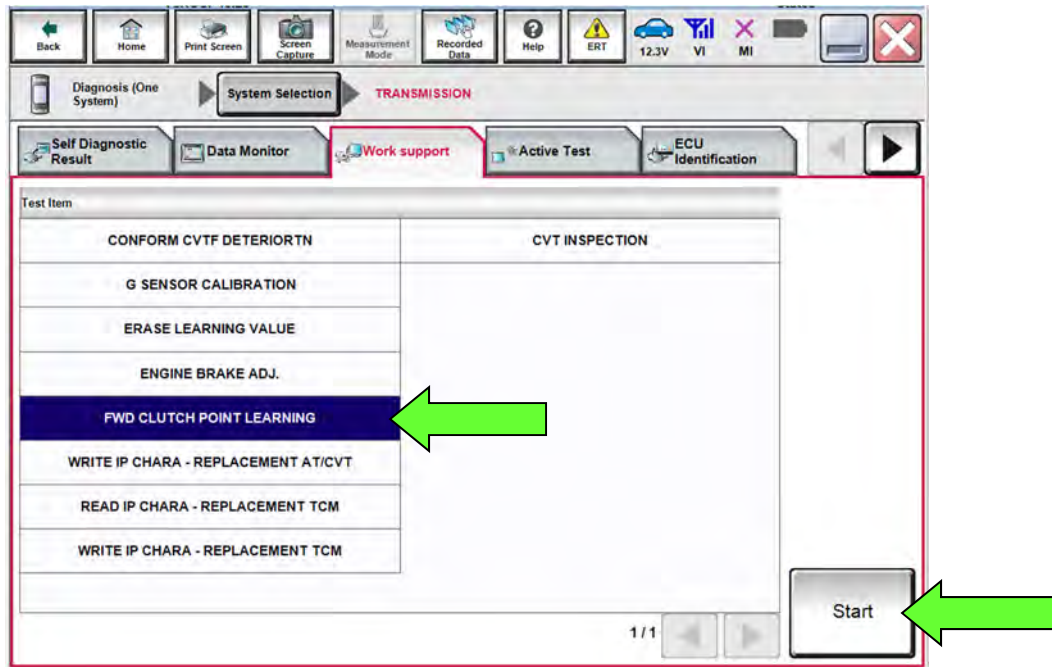 Back
Home
Print Screen
Screen
Capture
Measurement
Mode
Recorded
Data
Help
ERT
12.3V
VI
MI
Diagnosis (One
System)
System Selection
TRANSMISSION
Self Diagnostic
Result
Data Monitor
Work support
Active Test
ECU
Identification
Test Item
CONFORM CVTF DETERIORTN
CVT INSPECTION
G SENSOR CALIBRATION
ERASE LEARNING VALUE
ENGINE BRAKE ADJ.
FWD CLUTCH POINT LEARNING
WRITE IP CHARA - REPLACEMENT AT/CVT
READ IP CHARA - REPLACEMENT TCM
WRITE IP CHARA - REPLACEMENT TCM
Start
1/1